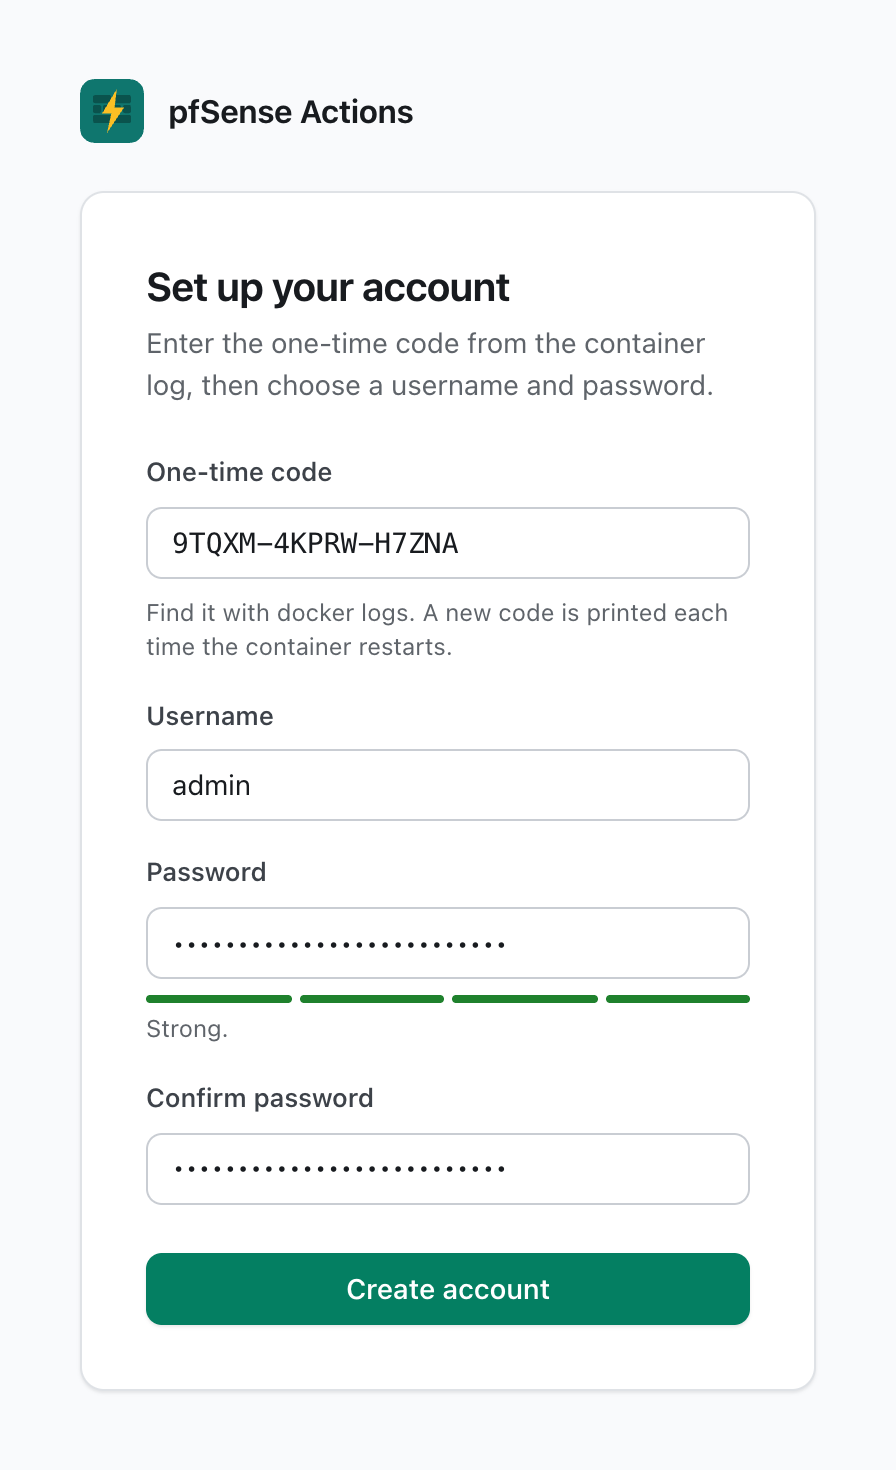 pfSense Actions
Set up your account
Enter the one-time code from the container
log, then choose a username and password.
One-time code
9TQXM-4KPRW-H7ZNA
Find it with docker logs. A new code is printed each
time the container restarts.
Username
admin
Password
••••••••••••••••••••••••••
Strong.
Confirm password
••••••••••••••••••••••••••
Create account